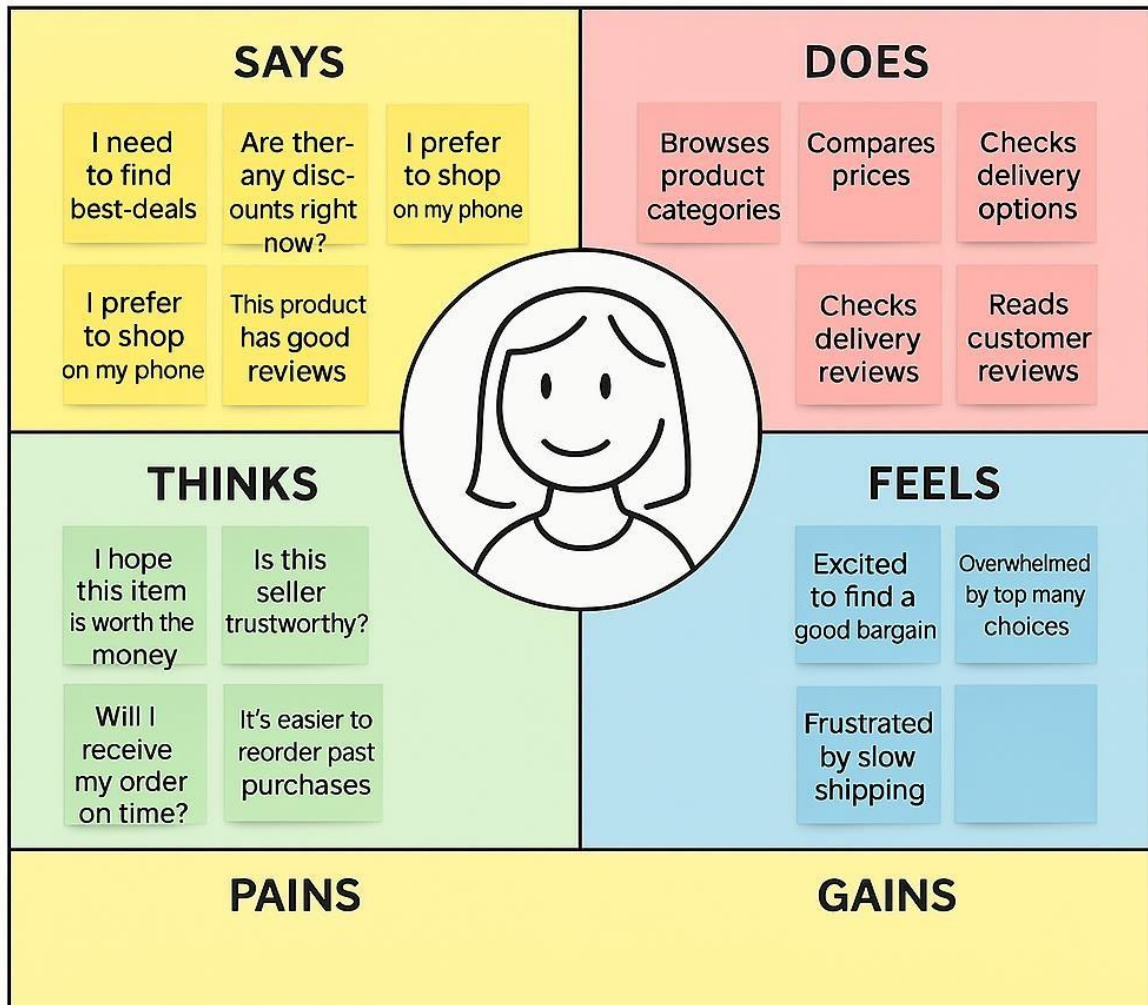 SAYS
I need
to find
best-deals
Are ther-
any disc-
ounts right
now?
I prefer
to shop
on my phone
I prefer
to shop
on my phone
This product
has good
reviews
DOES
Browses
product
categories
Compares
prices
Checks
delivery
options
Checks
delivery
reviews
Reads
customer
reviews
THINKS
I hope
this item
is worth the
money
Is this
seller
trustworthy?
Will I
receive
my order
on time?
It's easier to
reorder past
purchases
FEELS
Excited
to find a
good bargain
Overwhelmed
by top many
choices
Frustrated
by slow
shipping
PAINS
GAINS